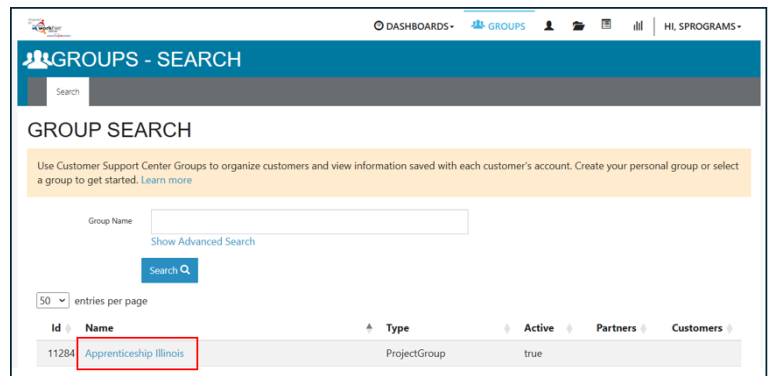 workNet
DASHBOARDS GROUPS HI, SPROGRAMS
GROUPS - SEARCH
Search
GROUP SEARCH
Use Customer Support Center Groups to organize customers and view information saved with each customer's account. Create your personal group or select
a group to get started. Learn more
Group Name
Show Advanced Search
Search
50 entries per page
Id Name Type Active Partners Customers
11284 Apprenticeship Illinois ProjectGroup true